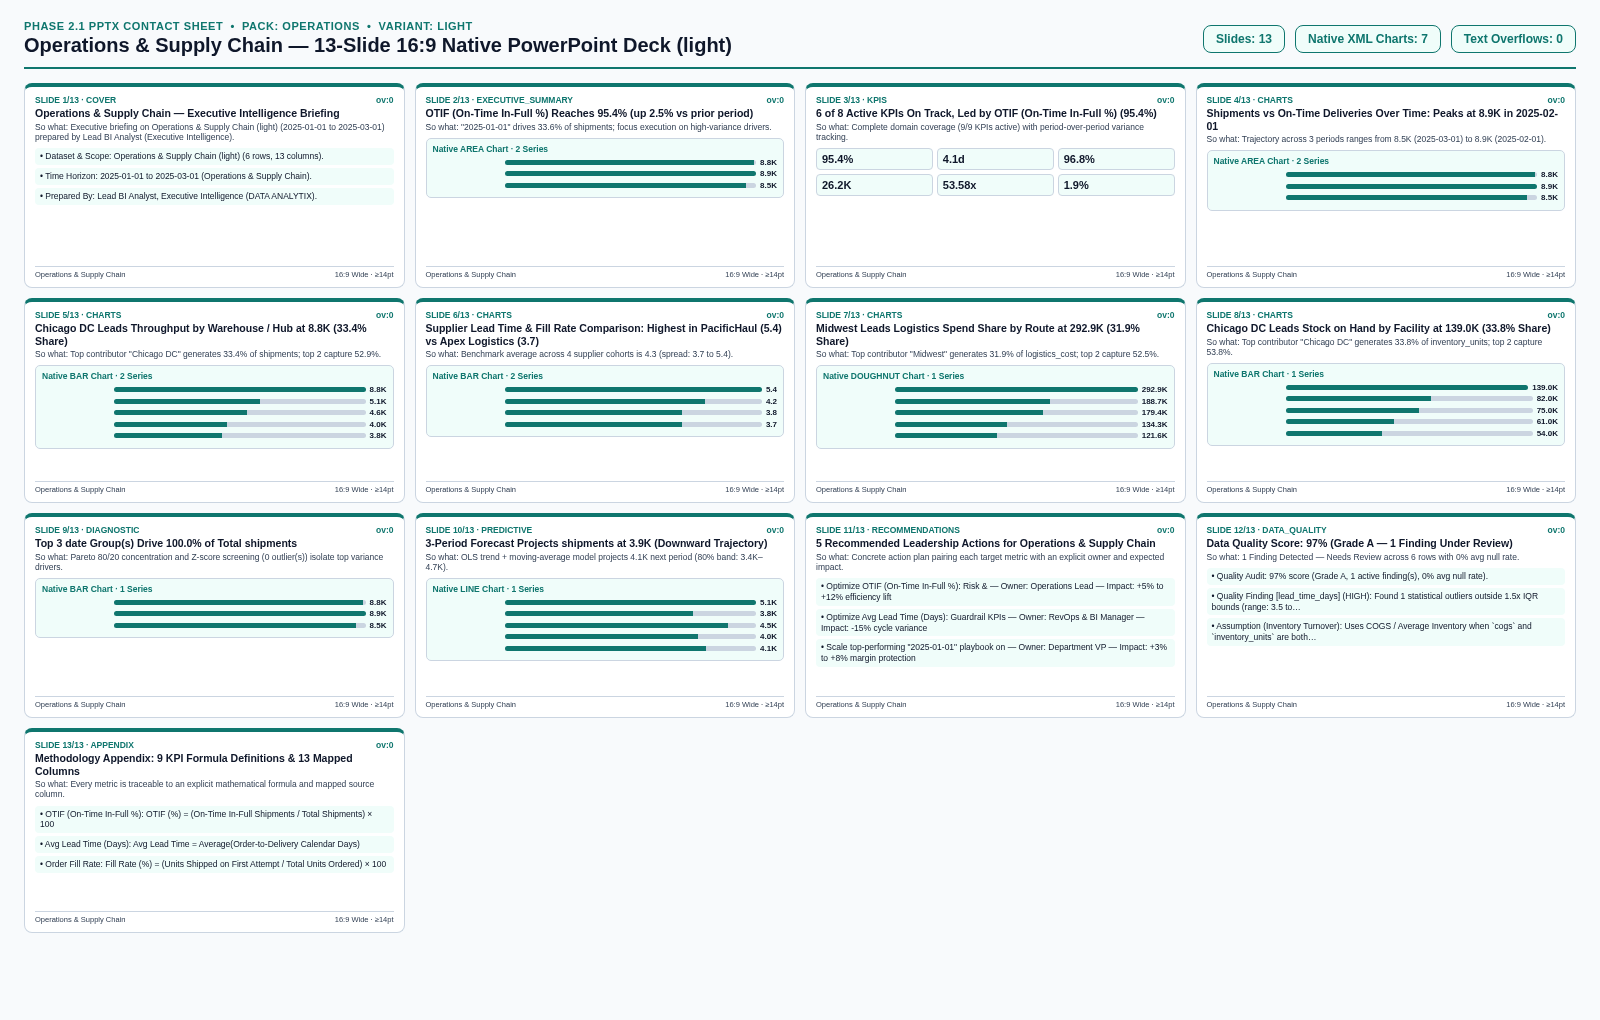 PHASE 2.1 PPTX CONTACT SHEET • PACK: OPERATIONS • VARIANT: LIGHT
Operations & Supply Chain — 13-Slide 16:9 Native PowerPoint Deck (light)
Slides: 13
Native XML Charts: 7
Text Overflows: 0
SLIDE 1/13 · COVER
ov:0
Operations & Supply Chain — Executive Intelligence Briefing
So what: Executive briefing on Operations & Supply Chain (light) (2025-01-01 to 2025-03-01)
prepared by Lead BI Analyst (Executive Intelligence).
• Dataset & Scope: Operations & Supply Chain (light) (6 rows, 13 columns).
• Time Horizon: 2025-01-01 to 2025-03-01 (Operations & Supply Chain).
• Prepared By: Lead BI Analyst, Executive Intelligence (DATA ANALYTIX).
Operations & Supply Chain
16:9 Wide · ≥14pt
SLIDE 2/13 · EXECUTIVE_SUMMARY
ov:0
OTIF (On-Time In-Full %) Reaches 95.4% (up 2.5% vs prior period)
So what: "2025-01-01" drives 33.6% of shipments; focus execution on high-variance drivers.
Native AREA Chart · 2 Series
8.8K
8.9K
8.5K
Operations & Supply Chain
16:9 Wide · ≥14pt
SLIDE 3/13 · KPIS
ov:0
6 of 8 Active KPIs On Track, Led by OTIF (On-Time In-Full %) (95.4%)
So what: Complete domain coverage (9/9 KPIs active) with period-over-period variance
tracking.
95.4%
4.1d
96.8%
26.2K
53.58x
1.9%
Operations & Supply Chain
16:9 Wide · ≥14pt
SLIDE 4/13 · CHARTS
ov:0
Shipments vs On-Time Deliveries Over Time: Peaks at 8.9K in 2025-02-
01
So what: Trajectory across 3 periods ranges from 8.5K (2025-03-01) to 8.9K (2025-02-01).
Native AREA Chart · 2 Series
8.8K
8.9K
8.5K
Operations & Supply Chain
16:9 Wide · ≥14pt
SLIDE 5/13 · CHARTS
ov:0
Chicago DC Leads Throughput by Warehouse / Hub at 8.8K (33.4%
Share)
So what: Top contributor "Chicago DC" generates 33.4% of shipments; top 2 capture 52.9%.
Native BAR Chart · 2 Series
8.8K
5.1K
4.6K
4.0K
3.8K
Operations & Supply Chain
16:9 Wide · ≥14pt
SLIDE 6/13 · CHARTS
ov:0
Supplier Lead Time & Fill Rate Comparison: Highest in PacificHaul (5.4)
vs Apex Logistics (3.7)
So what: Benchmark average across 4 supplier cohorts is 4.3 (spread: 3.7 to 5.4).
Native BAR Chart · 2 Series
5.4
4.2
3.8
3.7
Operations & Supply Chain
16:9 Wide · ≥14pt
SLIDE 7/13 · CHARTS
ov:0
Midwest Leads Logistics Spend Share by Route at 292.9K (31.9%
Share)
So what: Top contributor "Midwest" generates 31.9% of logistics_cost; top 2 capture 52.5%.
Native DOUGHNUT Chart · 1 Series
292.9K
188.7K
179.4K
134.3K
121.6K
Operations & Supply Chain
16:9 Wide · ≥14pt
SLIDE 8/13 · CHARTS
ov:0
Chicago DC Leads Stock on Hand by Facility at 139.0K (33.8% Share)
So what: Top contributor "Chicago DC" generates 33.8% of inventory_units; top 2 capture
53.8%.
Native BAR Chart · 1 Series
139.0K
82.0K
75.0K
61.0K
54.0K
Operations & Supply Chain
16:9 Wide · ≥14pt
SLIDE 9/13 · DIAGNOSTIC
ov:0
Top 3 date Group(s) Drive 100.0% of Total shipments
So what: Pareto 80/20 concentration and Z-score screening (0 outlier(s)) isolate top variance
drivers.
Native BAR Chart · 1 Series
8.8K
8.9K
8.5K
Operations & Supply Chain
16:9 Wide · ≥14pt
SLIDE 10/13 · PREDICTIVE
ov:0
3-Period Forecast Projects shipments at 3.9K (Downward Trajectory)
So what: OLS trend + moving-average model projects 4.1K next period (80% band: 3.4K–
4.7K).
Native LINE Chart · 1 Series
5.1K
3.8K
4.5K
4.0K
4.1K
Operations & Supply Chain
16:9 Wide · ≥14pt
SLIDE 11/13 · RECOMMENDATIONS
ov:0
5 Recommended Leadership Actions for Operations & Supply Chain
So what: Concrete action plan pairing each target metric with an explicit owner and expected
impact.
• Optimize OTIF (On-Time In-Full %): Risk & — Owner: Operations Lead — Impact: +5% to
+12% efficiency lift
• Optimize Avg Lead Time (Days): Guardrail KPIs — Owner: RevOps & BI Manager —
Impact: -15% cycle variance
• Scale top-performing "2025-01-01" playbook on — Owner: Department VP — Impact: +3%
to +8% margin protection
Operations & Supply Chain
16:9 Wide · ≥14pt
SLIDE 12/13 · DATA_QUALITY
ov:0
Data Quality Score: 97% (Grade A — 1 Finding Under Review)
So what: 1 Finding Detected — Needs Review across 6 rows with 0% avg null rate.
• Quality Audit: 97% score (Grade A, 1 active finding(s), 0% avg null rate).
• Quality Finding [lead_time_days] (HIGH): Found 1 statistical outliers outside 1.5x IQR
bounds (range: 3.5 to…
• Assumption (Inventory Turnover): Uses COGS / Average Inventory when `cogs` and
`inventory_units` are both…
Operations & Supply Chain
16:9 Wide · ≥14pt
SLIDE 13/13 · APPENDIX
ov:0
Methodology Appendix: 9 KPI Formula Definitions & 13 Mapped
Columns
So what: Every metric is traceable to an explicit mathematical formula and mapped source
column.
• OTIF (On-Time In-Full %): OTIF (%) = (On-Time In-Full Shipments / Total Shipments) ×
100
• Avg Lead Time (Days): Avg Lead Time = Average(Order-to-Delivery Calendar Days)
• Order Fill Rate: Fill Rate (%) = (Units Shipped on First Attempt / Total Units Ordered) × 100
Operations & Supply Chain
16:9 Wide · ≥14pt